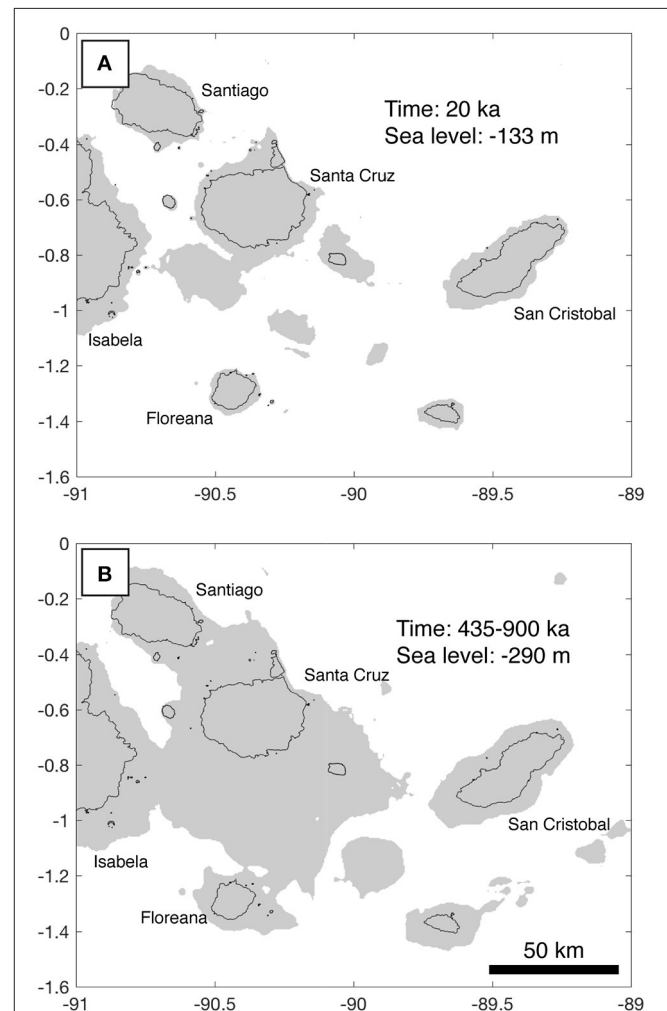 0
A
Santiago
-0.2
Time: 20 ka
Sea level: -133 m
-0.4
Santa Cruz
-0.6
-0.8
-1
San Cristobal
Isabela
-1.2
Floreana
-1.4
-1.6
-91 -90.5 -90 -89.5 -89
0
B
Santiago
-0.2
Time: 435-900 ka
Sea level: -290 m
-0.4
Santa Cruz
-0.6
-0.8
-1
San Cristobal
Isabela
-1.2
Floreana
-1.4
50 km
-1.6
-91 -90.5 -90 -89.5 -89